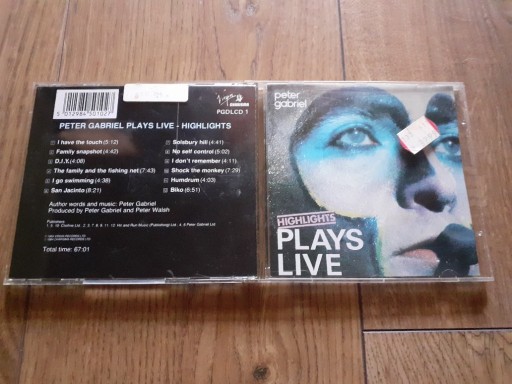 5 012984 501027
Virgin
PGDLCD 1
PETER GABRIEL PLAYS LIVE - HIGHLIGHTS
I have the touch (5:12)
Family snapshot (4:42)
D.I.Y. (4:08)
The family and the fishing net (7:43)
I go swimming (4:38)
San Jacinto (8:21)
Solsbury hill (4:41)
No self control (5:02)
I don't remember (4:11)
Shock the monkey (7:29)
Humdrum (4:03)
Biko (6:51)
Author words and music: Peter Gabriel
Produced by Peter Gabriel and Peter Walsh
Total time: 67:01
peter
gabriel
HIGHLIGHTS
PLAYS
LIVE